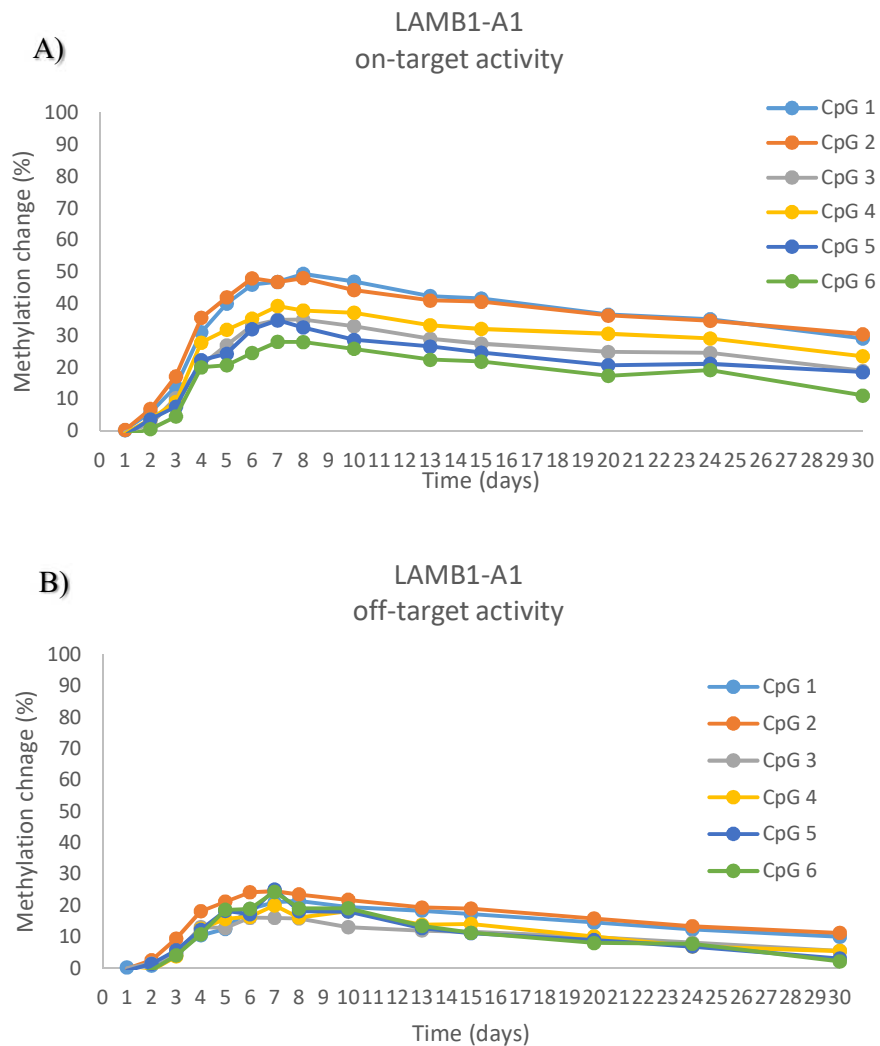 A)
LAMB1-A1
on-target activity
Methylation change (%)
100
90
80
70
60
50
40
30
20
10
0
CpG 1
CpG 2
CpG 3
CpG 4
CpG 5
CpG 6
0 1 2 3 4 5 6 7 8 9 10 11 12 13 14 15 16 17 18 19 20 21 22 23 24 25 26 27 28 29 30
Time (days)
B)
LAMB1-A1
off-target activity
Methylation chnage (%)
100
90
80
70
60
50
40
30
20
10
0
CpG 1
CpG 2
CpG 3
CpG 4
CpG 5
CpG 6
0 1 2 3 4 5 6 7 8 9 10 11 12 13 14 15 16 17 18 19 20 21 22 23 24 25 26 27 28 29 30
Time (days)